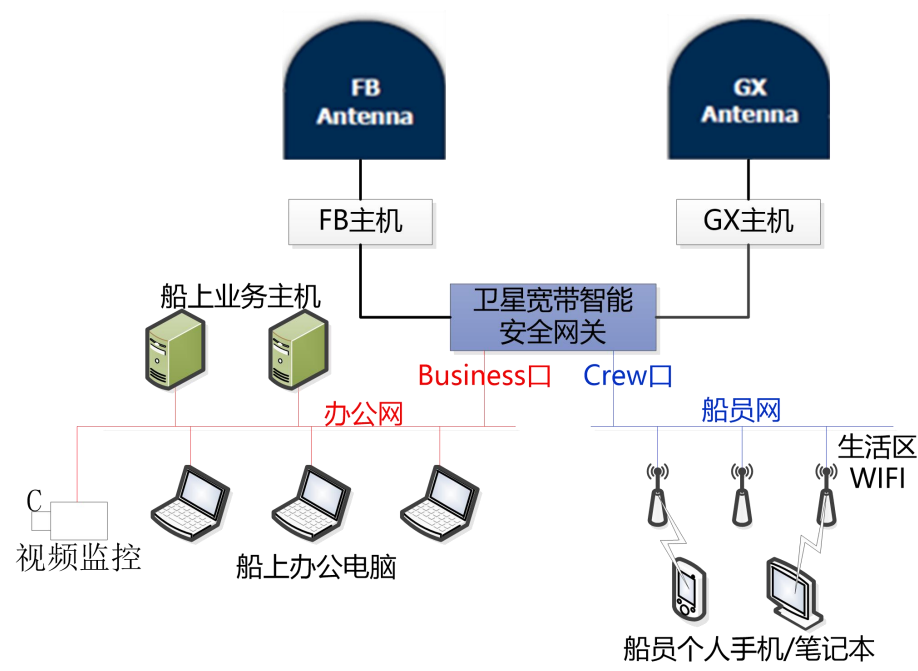 FB
Antenna
GX
Antenna
FB主机
GX主机
船上业务主机
卫星宽带智能
安全网关
Business口
Crew口
办公网
船员网
生活区
WIFI
C
视频监控
船上办公电脑
船员个人手机/笔记本